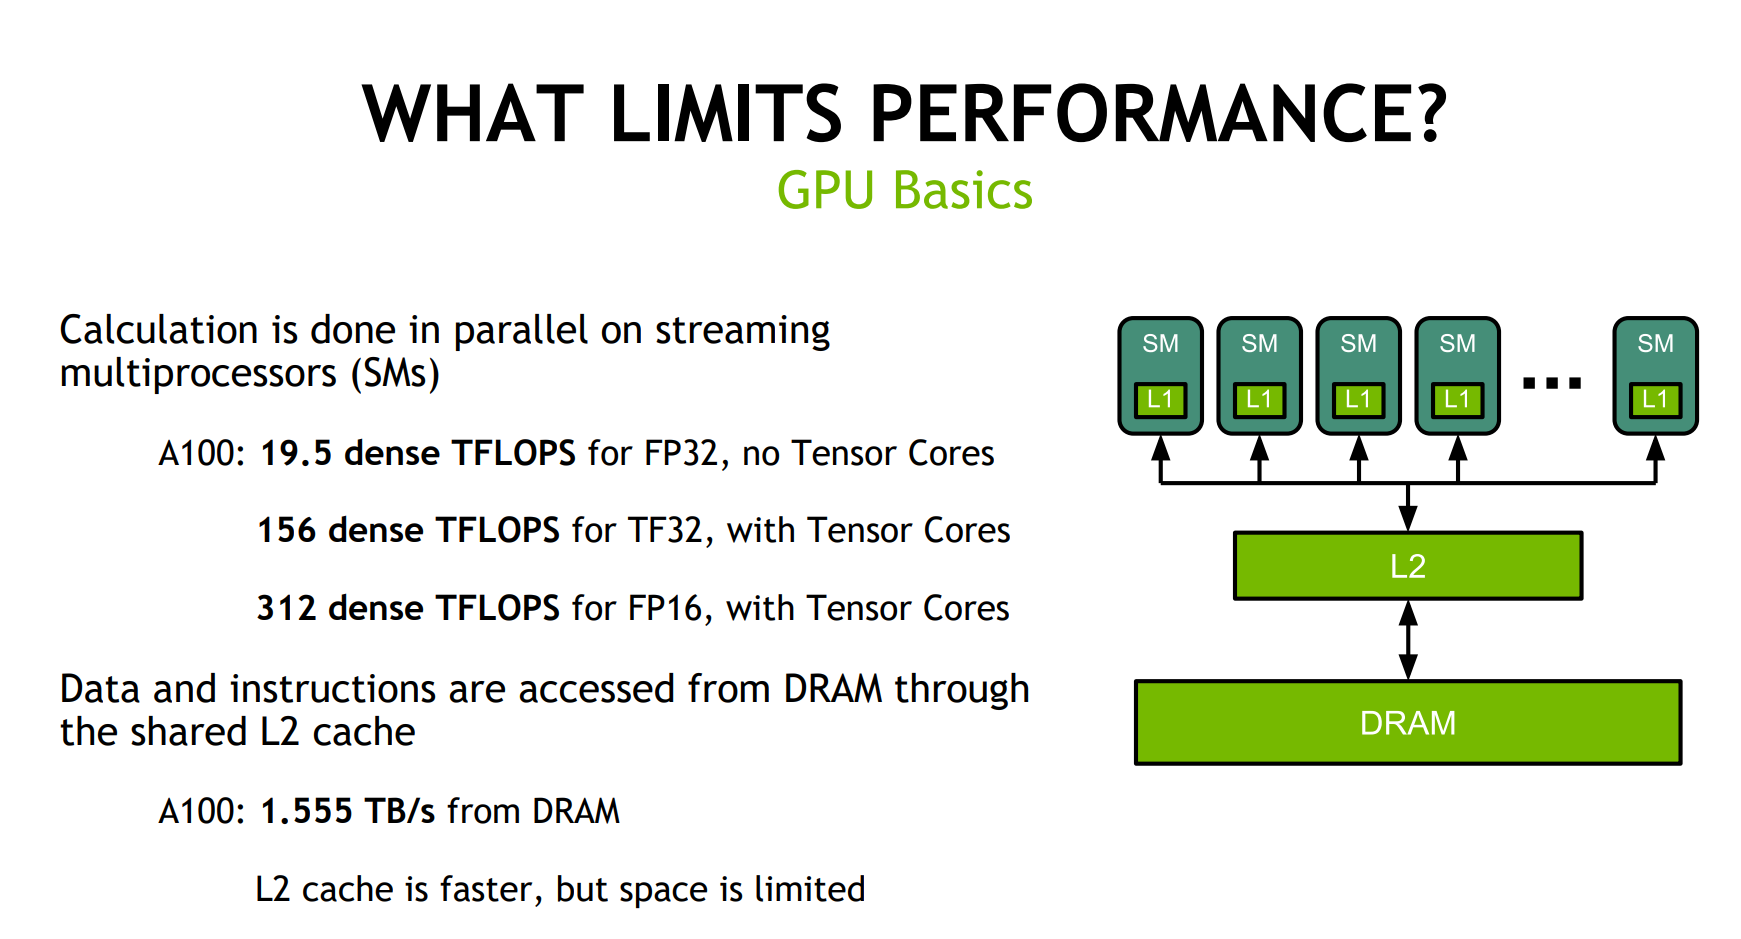 WHAT LIMITS PERFORMANCE?
GPU Basics
Calculation is done in parallel on streaming
multiprocessors (SMs)
A100: 19.5 dense TFLOPS for FP32, no Tensor Cores
156 dense TFLOPS for TF32, with Tensor Cores
312 dense TFLOPS for FP16, with Tensor Cores
Data and instructions are accessed from DRAM through
the shared L2 cache
A100: 1.555 TB/s from DRAM
L2 cache is faster, but space is limited
SM SM SM SM ... SM
L1 L1 L1 L1 L1
L2
DRAM